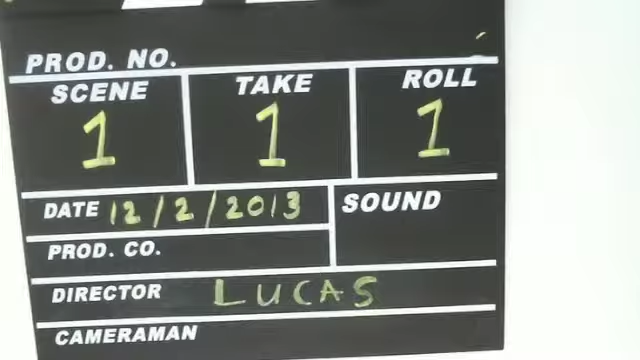 PROD. NO.
SCENE TAKE ROLL
1 1 1
DATE 12/2/2013 SOUND
PROD. CO.
DIRECTOR LUCAS
CAMERAMAN